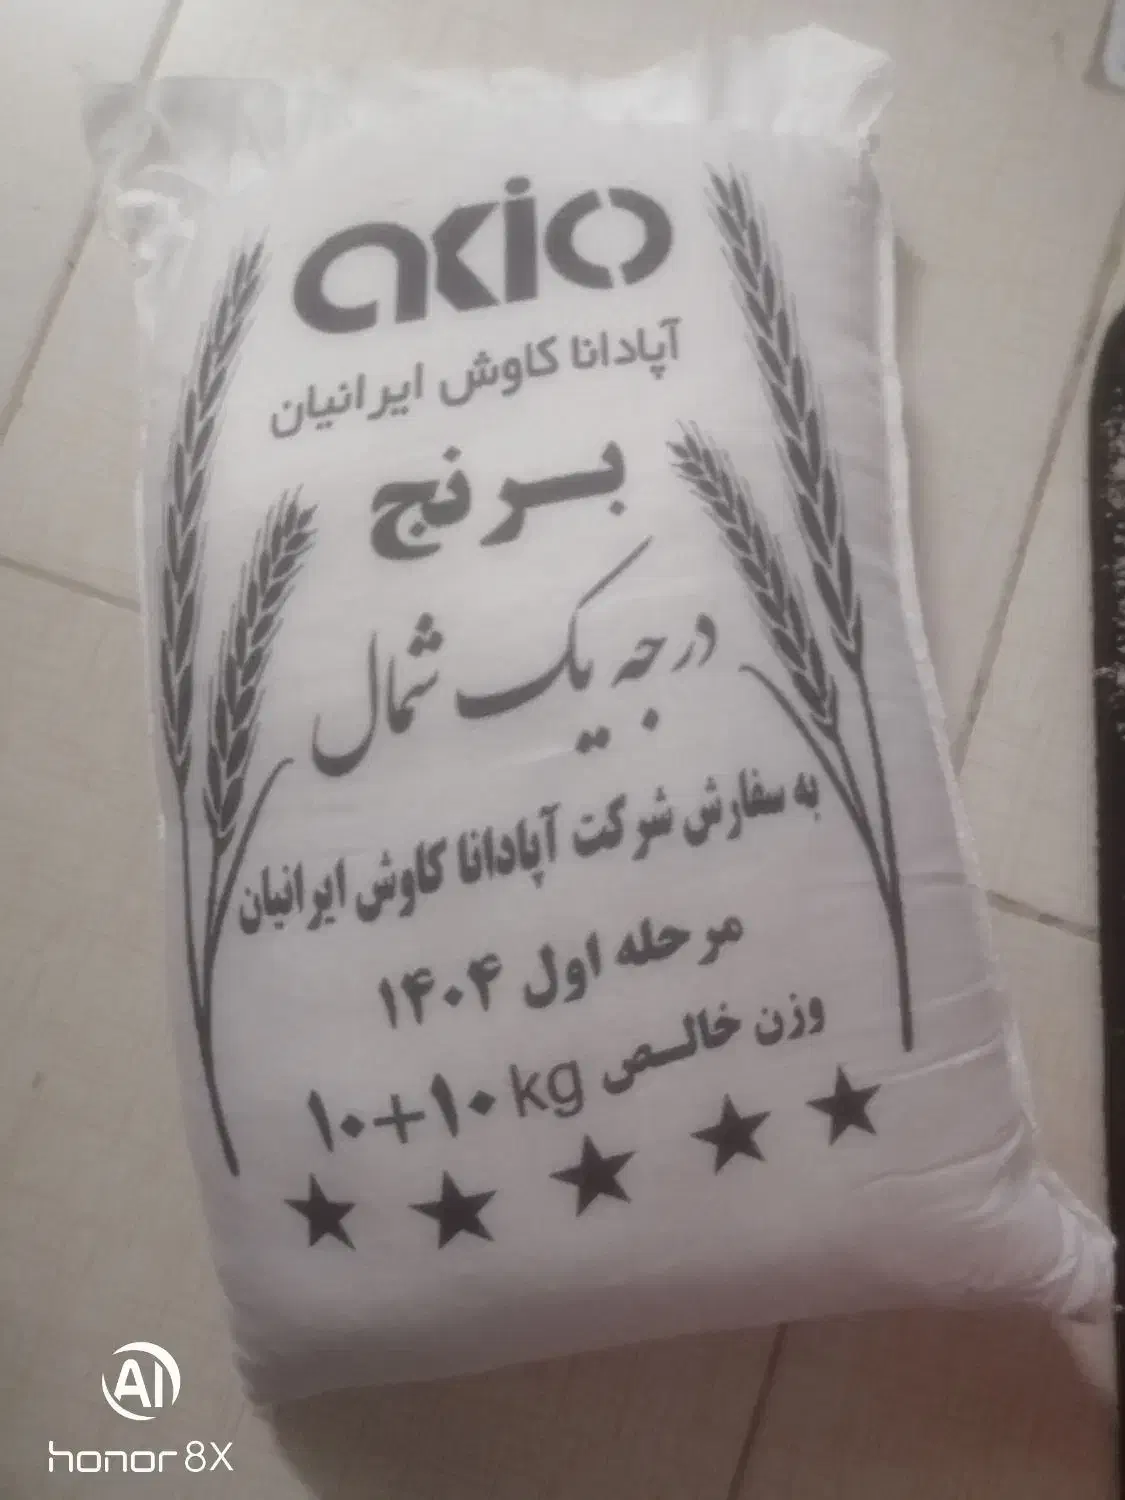 akio
آپادانا کاوش ایرانیان
برنج
درجه یک شمال
به سفارش شرکت آپادانا کاوش ایرانیان
مرحله اول ۱۴۰۴
وزن خالص ۱۰+۱۰ kg
AI
honor 8X